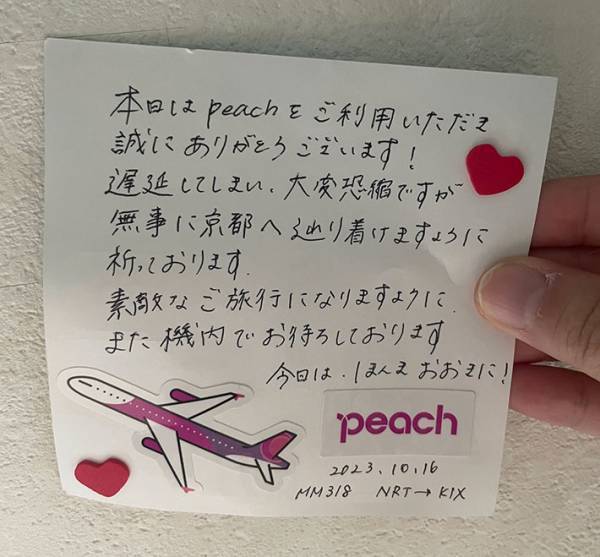 本日は peachをご利用いただき
誠にありがとうございます!
遅延してしまい、大変恐縮ですが
無事に京都へ辿り着けますように
祈っております.
素敵なご旅行になりますように.
また機内でお待ちしております
今日は、ほんまおおきに!
peach
2023.10.16
MM318 NRT→KIX